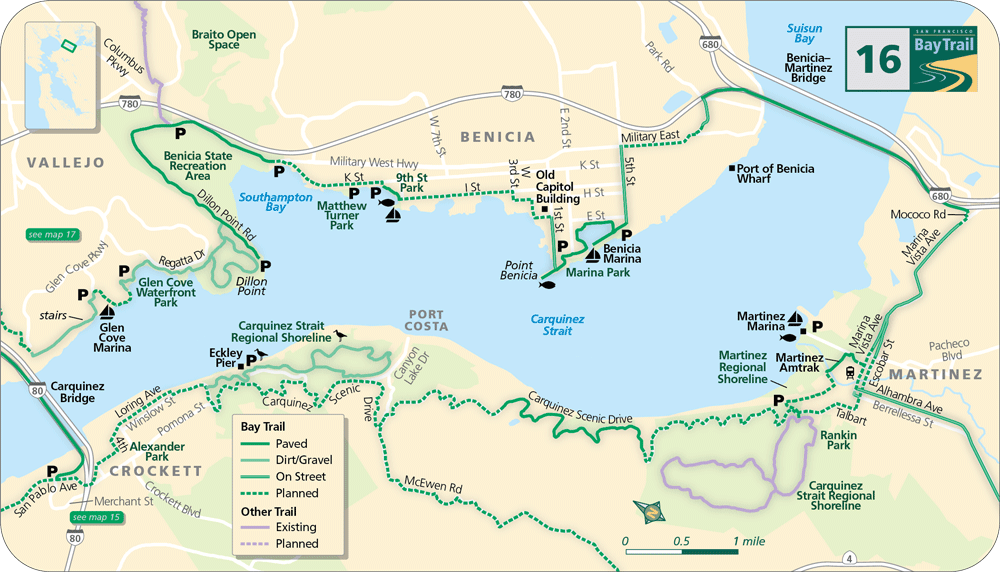 Columbus
Pkwy
Braito Open
Space
680
Park Rd
Suisun
Bay
Benicia–
Martinez
Bridge
16
SAN FRANCISCO
Bay Trail
780
780
VALLEJO
P
Benicia State
Recreation
Area
W 7th St
BENICIA
E 2nd St
Military East
Military West Hwy
P
K St
K St
9th St
Park
P
P
I St
W
3rd St
Old
Capitol
Building
H St
5th St
Port of Benicia
Wharf
680
Mococo Rd
Southampton
Bay
Matthew
Turner
Park
1st St
E St
P
P
Benicia
Marina
Marina Park
Point
Benicia
Marina
Vista Ave
Dillon Point Rd
see map 17
Glen Cove Pkwy
Regatta Dr
P
P
P
Dillon
Point
Glen Cove
Waterfront
Park
stairs
Glen
Cove
Marina
Carquinez Strait
Regional Shoreline
PORT
COSTA
Carquinez
Strait
Martinez
Marina
P
Marina
Vista Ave
Escobar St
Pacheco
Blvd
Eckley
Pier
P
Canyon
Lake Dr
Martinez
Regional
Shoreline
Martinez
Amtrak
MARTINEZ
80
Carquinez
Bridge
Loring Ave
Winslow St
Pomona St
Carquinez
Scenic
Drive
Carquinez Scenic Drive
P
Alhambra Ave
Berrellessa St
Talbart
4th
Alexander
Park
CROCKETT
P
San Pablo Ave
Merchant St
see map 15
80
Crockett Blvd
McEwen Rd
Rankin
Park
Carquinez
Strait Regional
Shoreline
Bay Trail
Paved
Dirt/Gravel
On Street
Planned
Other Trail
Existing
Planned
0
0.5
1 mile
4